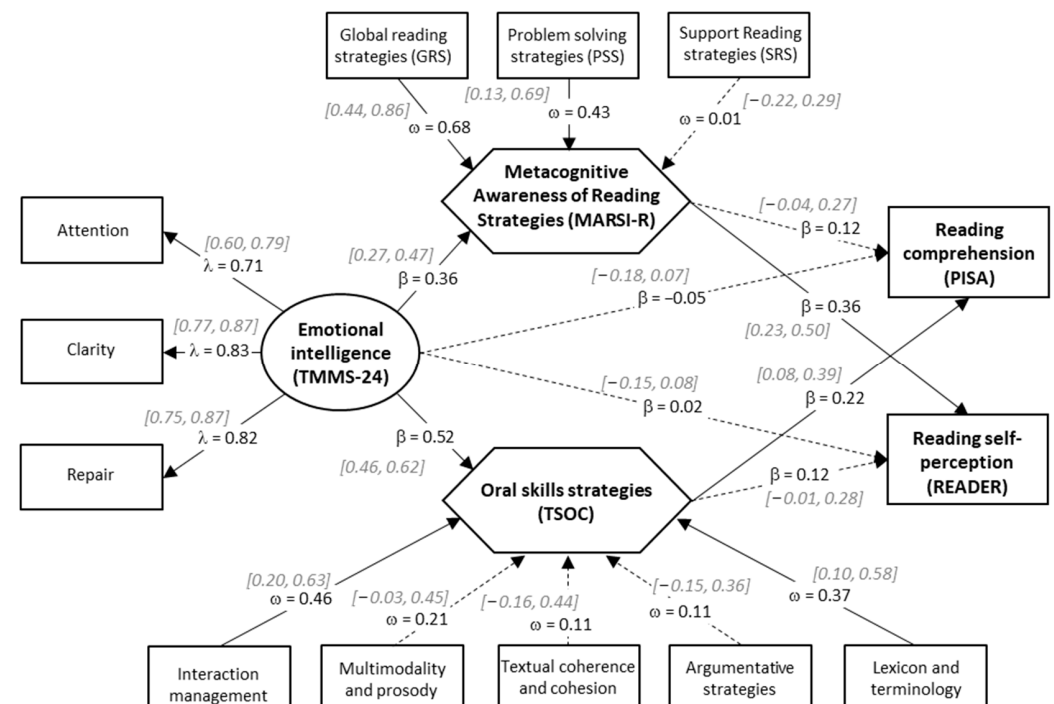 Global reading
strategies (GRS)
Problem solving
strategies (PSS)
Support Reading
strategies (SRS)
[0.44, 0.86]
ω = 0.68
[0.13, 0.69]
ω = 0.43
[−0.22, 0.29]
ω = 0.01
Metacognitive
Awareness of Reading
Strategies (MARSI-R)
Attention
[0.60, 0.79]
λ = 0.71
[0.27, 0.47]
β = 0.36
[−0.18, 0.07]
β = −0.05
[−0.04, 0.27]
β = 0.12
Reading
comprehension
(PISA)
Clarity
[0.77, 0.87]
λ = 0.83
Emotional
intelligence
(TMMS-24)
β = 0.36
[0.23, 0.50]
[−0.15, 0.08]
β = 0.02
[0.08, 0.39]
β = 0.22
Repair
[0.75, 0.87]
λ = 0.82
β = 0.52
[0.46, 0.62]
Oral skills strategies
(TSOC)
β = 0.12
[−0.01, 0.28]
Reading self-
perception
(READER)
[0.20, 0.63]
ω = 0.46
[−0.03, 0.45]
ω = 0.21
[−0.16, 0.44]
ω = 0.11
[−0.15, 0.36]
ω = 0.11
[0.10, 0.58]
ω = 0.37
Interaction
management
Multimodality
and prosody
Textual coherence
and cohesion
Argumentative
strategies
Lexicon and
terminology